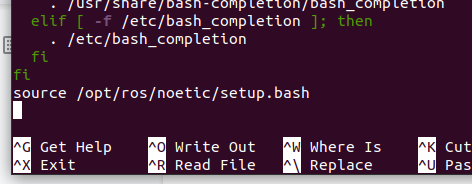 . /usr/share/bash-completion/bash_completion
elif [ -f /etc/bash_completion ]; then
. /etc/bash_completion
fi
fi
source /opt/ros/noetic/setup.bash
^G Get Help ^O Write Out ^W Where Is ^K Cut
^X Exit ^R Read File ^\ Replace ^U Pas